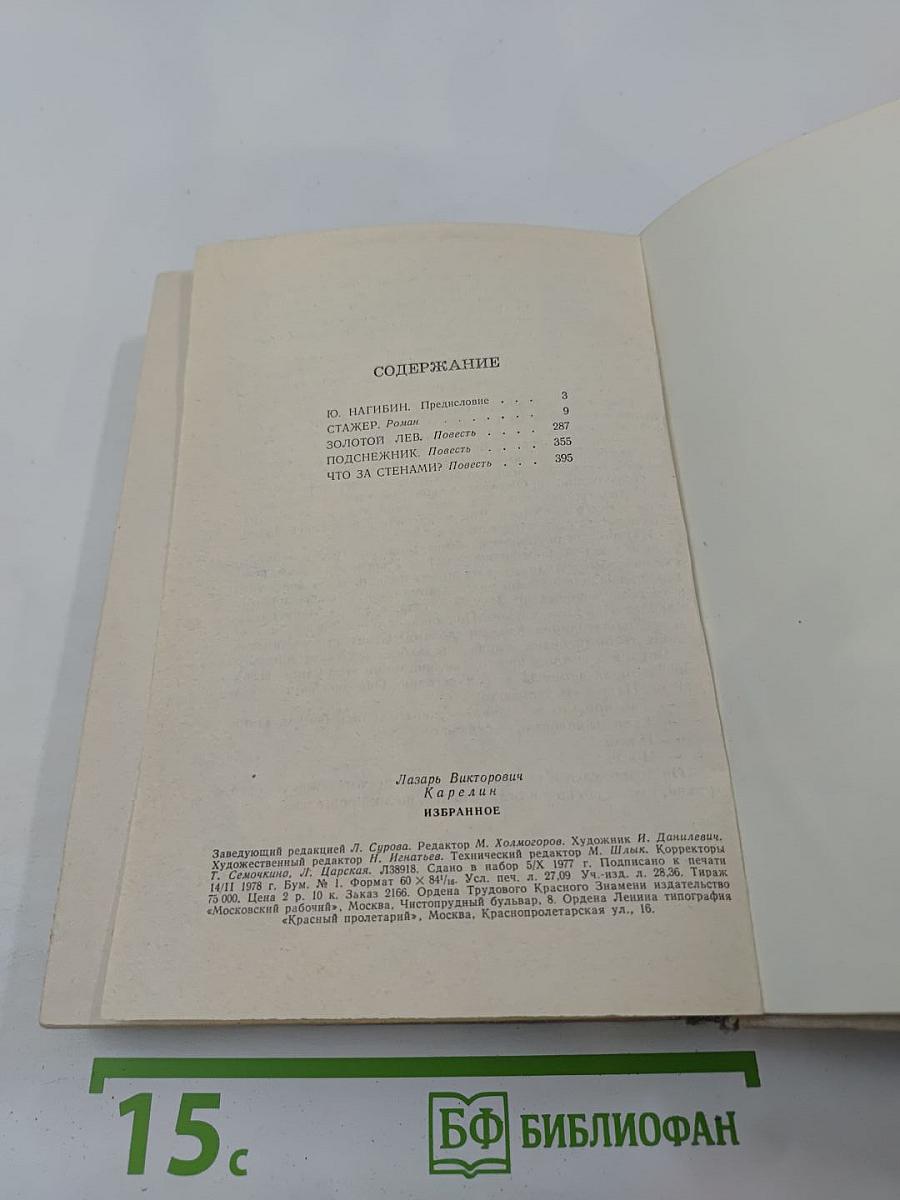 СОДЕРЖАНИЕ
Ю. НАГИБИН. Предисловие . . . 3
СТАЖЕР. Роман . . . . . . . 9
ЗОЛОТОЙ ЛЕВ. Повесть . . . . 287
ПОДСНЕЖНИК. Повесть . . . . 355
ЧТО ЗА СТЕНАМИ? Повесть . . . 395
Лазарь Викторович
Карелин
ИЗБРАННОЕ
Заведующий редакцией Л. Сурова. Редактор М. Холмогоров. Художник И. Данилевич.
Художественный редактор Н. Игнатьев. Технический редактор М. Шлык. Корректоры
Т. Семочкина, Л. Царская. Л38918. Сдано в набор 5/X 1977 г. Подписано к печати
14/II 1978 г. Бум. № 1. Формат 60 × 84¹/₁₆. Усл. печ. л. 27,09 Уч.-изд. л. 28,36. Тираж
75 000. Цена 2 р. 10 к. Заказ 2166. Ордена Трудового Красного Знамени издательство
«Московский рабочий», Москва, Чистопрудный бульвар, 8. Ордена Ленина типография
«Красный пролетарий», Москва, Краснопролетарская ул., 16.
15 с
БФ БИБЛИОФАН